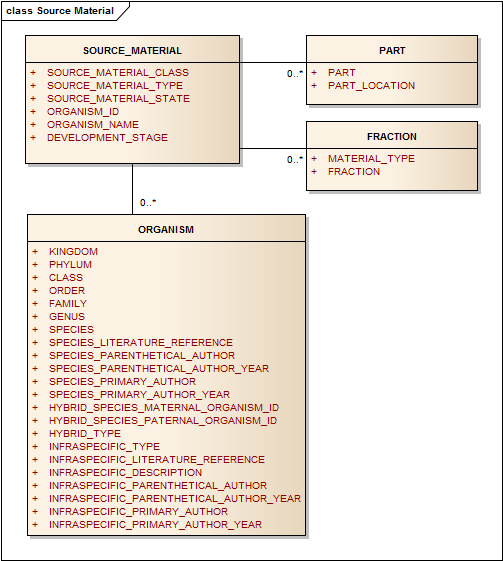 class Source Material
SOURCE_MATERIAL
+ SOURCE_MATERIAL_CLASS
+ SOURCE_MATERIAL_TYPE
+ SOURCE_MATERIAL_STATE
+ ORGANISM_ID
+ ORGANISM_NAME
+ DEVELOPMENT_STAGE
0..*
PART
+ PART
+ PART_LOCATION
0..*
FRACTION
+ MATERIAL_TYPE
+ FRACTION
0..*
ORGANISM
+ KINGDOM
+ PHYLUM
+ CLASS
+ ORDER
+ FAMILY
+ GENUS
+ SPECIES
+ SPECIES_LITERATURE_REFERENCE
+ SPECIES_PARENTHETICAL_AUTHOR
+ SPECIES_PARENTHETICAL_AUTHOR_YEAR
+ SPECIES_PRIMARY_AUTHOR
+ SPECIES_PRIMARY_AUTHOR_YEAR
+ HYBRID_SPECIES_MATERNAL_ORGANISM_ID
+ HYBRID_SPECIES_PATERNAL_ORGANISM_ID
+ HYBRID_TYPE
+ INFRASPECIFIC_TYPE
+ INFRASPECIFIC_LITERATURE_REFERENCE
+ INFRASPECIFIC_DESCRIPTION
+ INFRASPECIFIC_PARENTHETICAL_AUTHOR
+ INFRASPECIFIC_PARENTHETICAL_AUTHOR_YEAR
+ INFRASPECIFIC_PRIMARY_AUTHOR
+ INFRASPECIFIC_PRIMARY_AUTHOR_YEAR